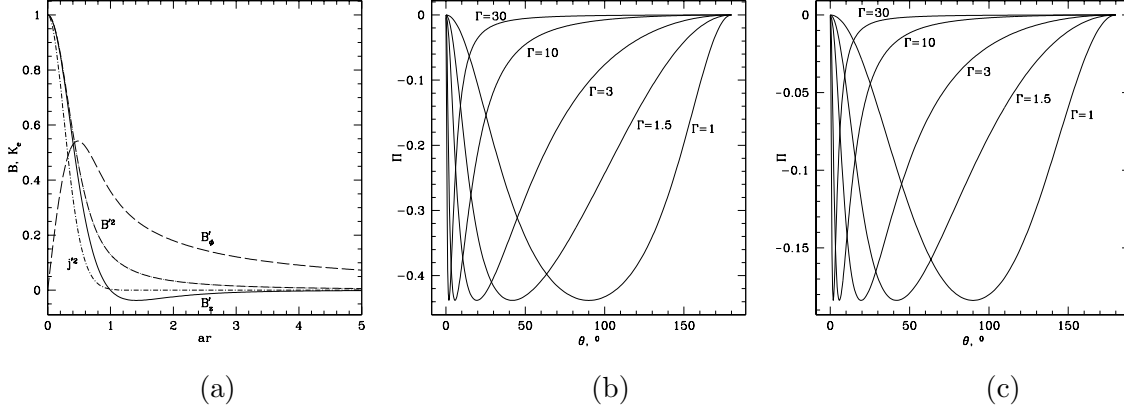 1
0.8
0.6
0.4
0.2
0
B, K_e
B'²
B'_φ
j'²
B'_z
0 1 2 3 4 5
ar
(a)
0
-0.1
-0.2
-0.3
-0.4
Π
Γ=30
Γ=10
Γ=3
Γ=1.5
Γ=1
0 50 100 150
θ, °
(b)
0
-0.05
-0.1
-0.15
Π
Γ=30
Γ=10
Γ=3
Γ=1.5
Γ=1
0 50 100 150
θ, °
(c)